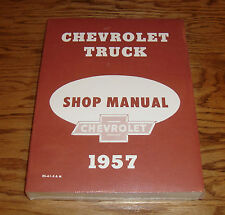 CHEVROLET
TRUCK
SHOP MANUAL
CHEVROLET
1957